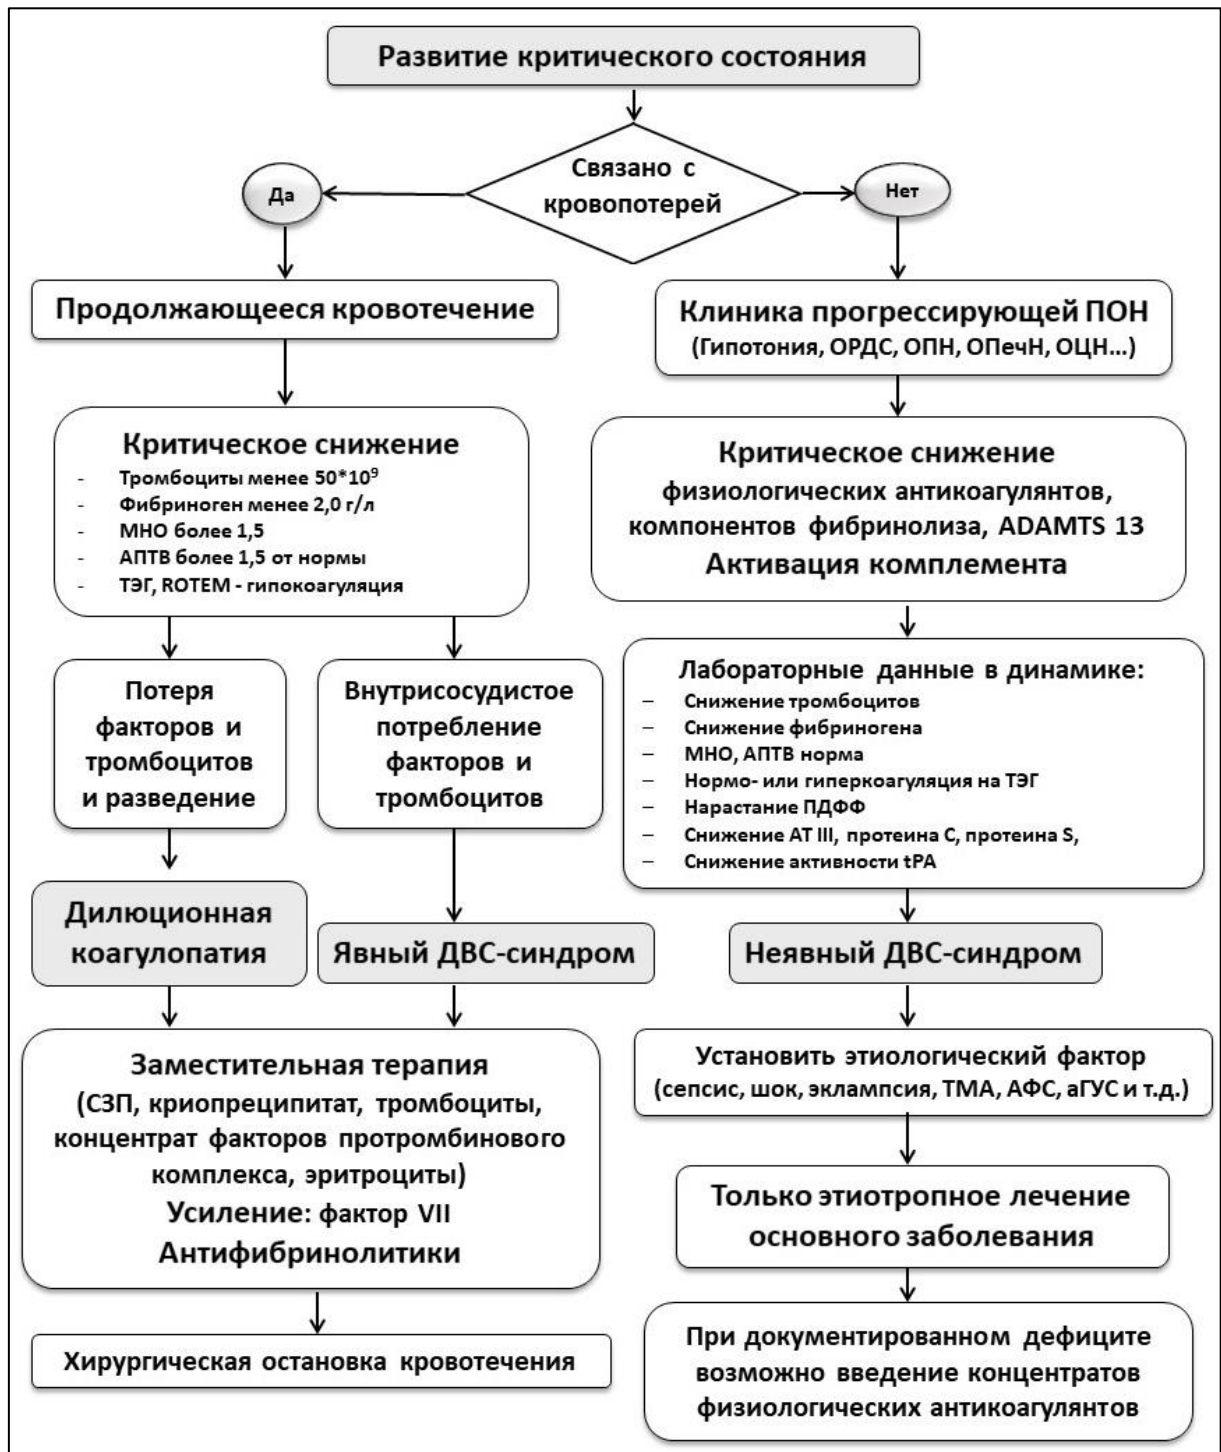 Развитие критического состояния
Связано с
кровопотерей
Да
Нет
Продолжающееся кровотечение
Критическое снижение
- Тромбоциты менее 50*10⁹
- Фибриноген менее 2,0 г/л
- МНО более 1,5
- АПТВ более 1,5 от нормы
- ТЭГ, ROTEM - гипокоагуляция
Потеря
факторов и
тромбоцитов
и разведение
Внутрисосудистое
потребление
факторов и
тромбоцитов
Дилюционная
коагулопатия
Явный ДВС-синдром
Заместительная терапия
(СЗП, криопреципитат, тромбоциты,
концентрат факторов протромбинового
комплекса, эритроциты)
Усиление: фактор VII
Антифибринолитики
Хирургическая остановка кровотечения
Клиника прогрессирующей ПОН
(Гипотония, ОРДС, ОПН, ОПечН, ОЦН...)
Критическое снижение
физиологических антикоагулянтов,
компонентов фибринолиза, ADAMTS 13
Активация комплемента
Лабораторные данные в динамике:
– Снижение тромбоцитов
– Снижение фибриногена
– МНО, АПТВ норма
– Нормо- или гиперкоагуляция на ТЭГ
– Нарастание ПДФФ
– Снижение АТ III, протеина С, протеина S,
– Снижение активности tPA
Неявный ДВС-синдром
Установить этиологический фактор
(сепсис, шок, эклампсия, ТМА, АФС, аГУС и т.д.)
Только этиотропное лечение
основного заболевания
При документированном дефиците
возможно введение концентратов
физиологических антикоагулянтов